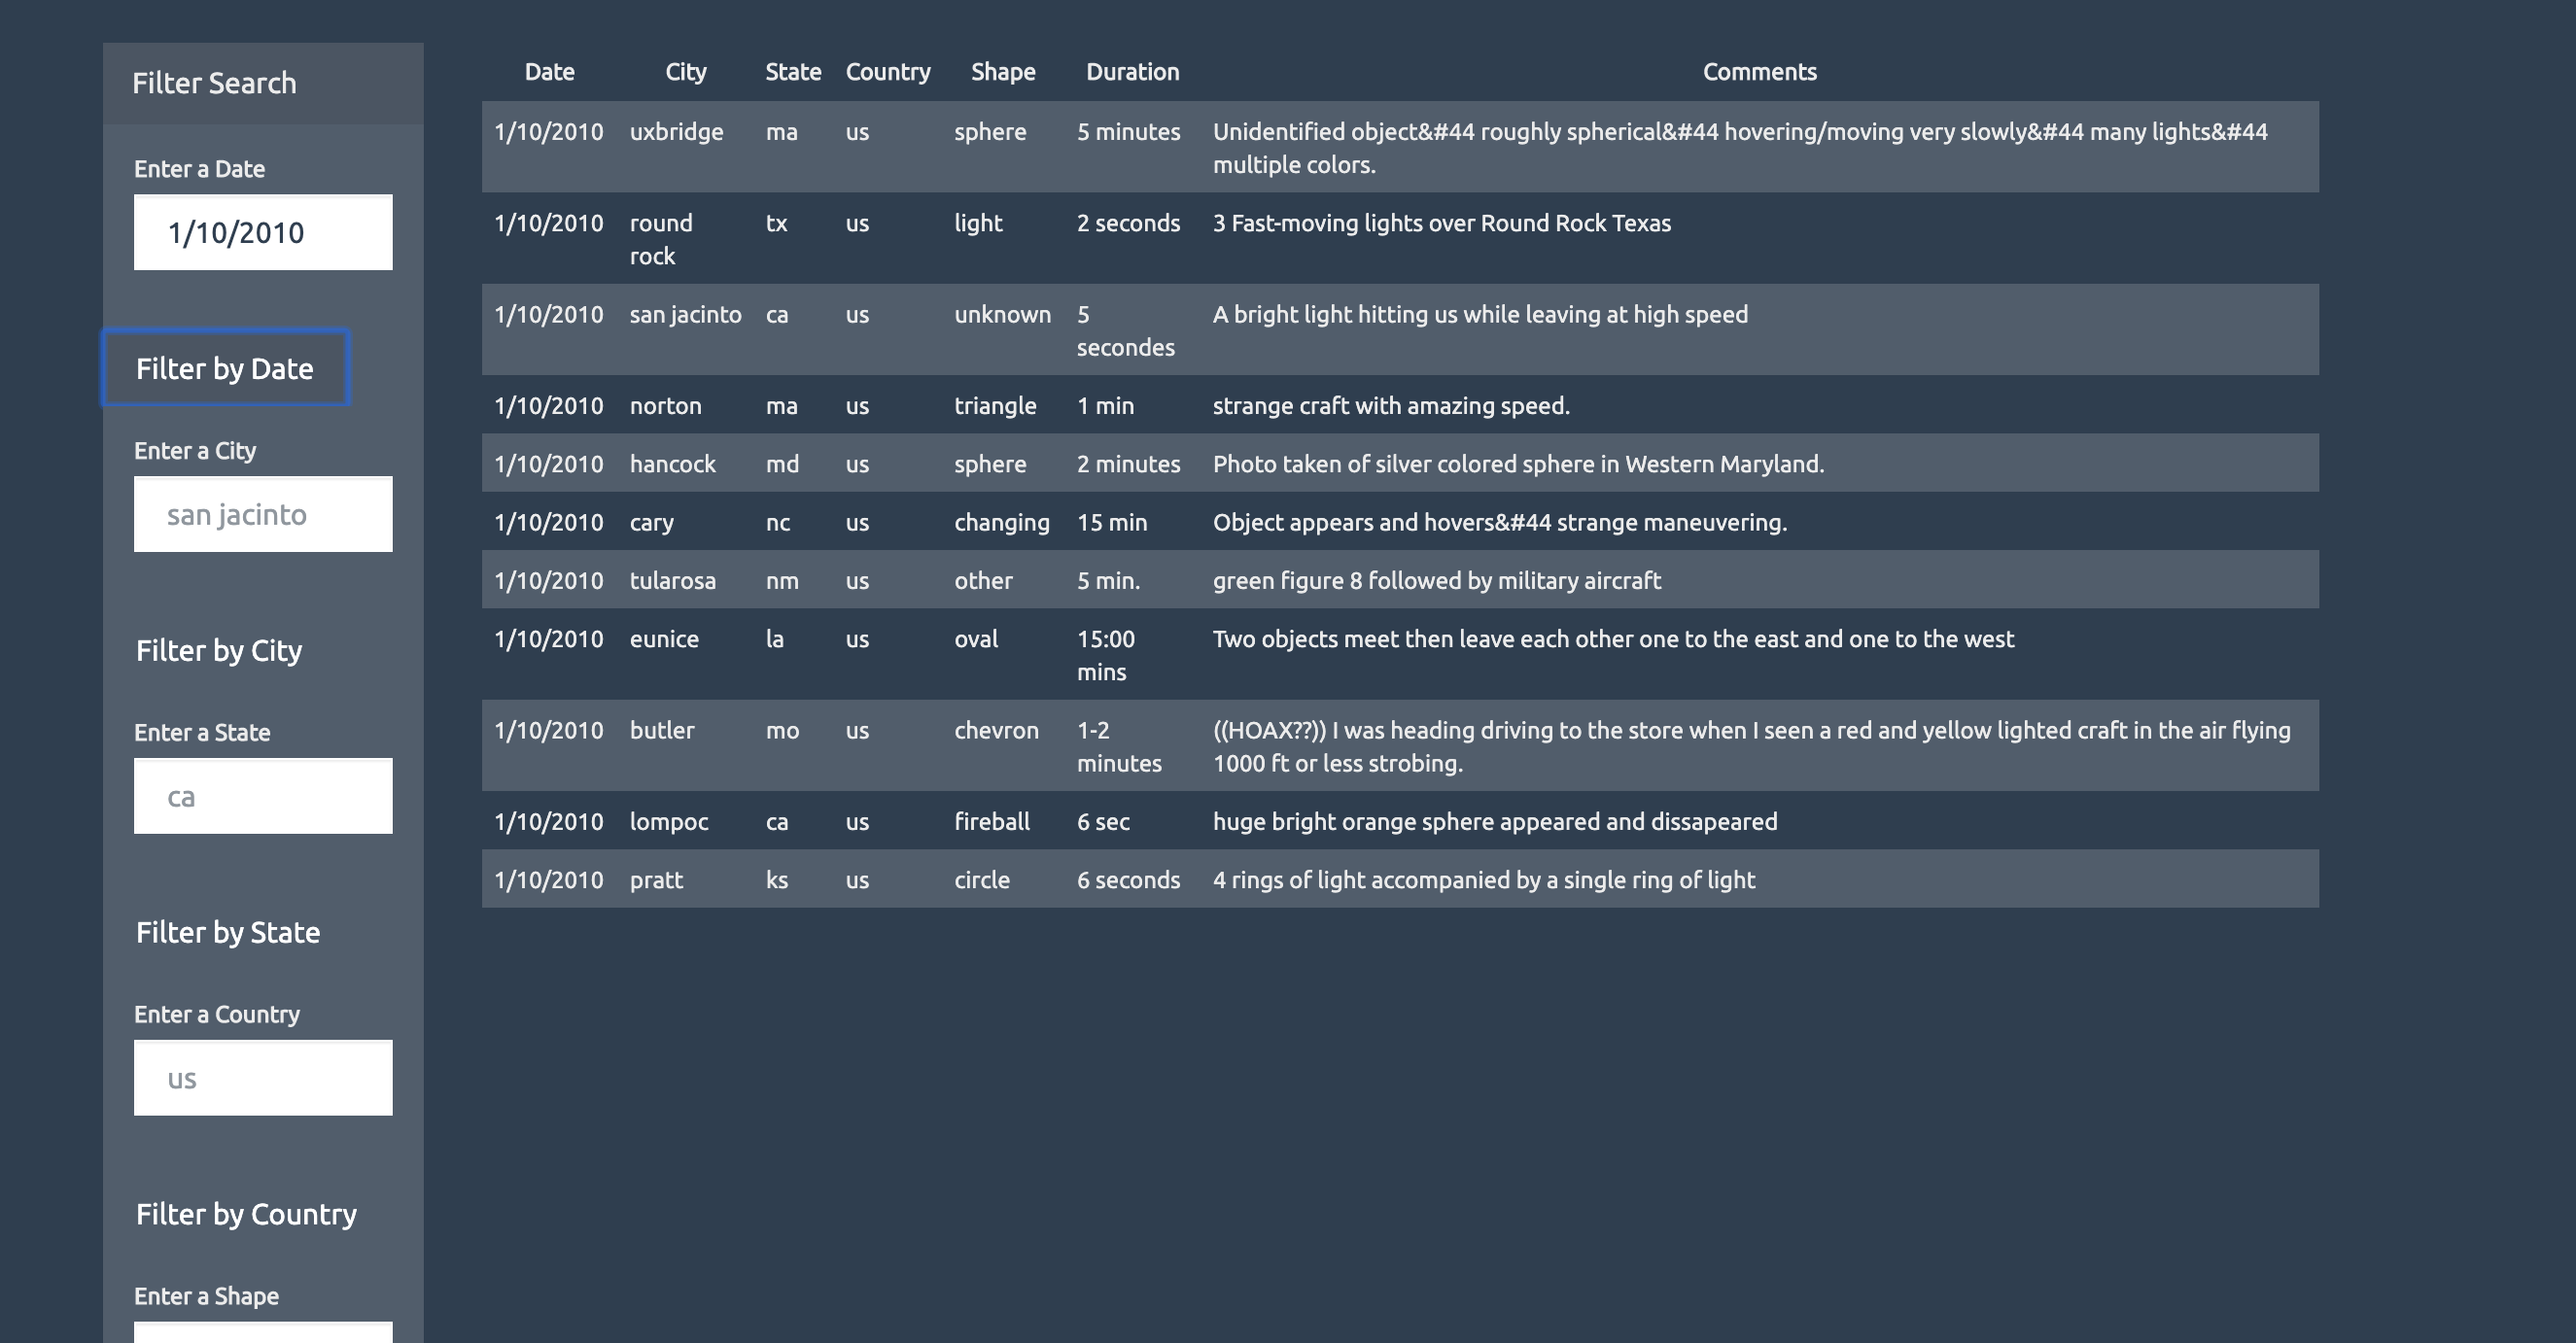 Filter Search
Enter a Date
1/10/2010
Filter by Date
Enter a City
san jacinto
Filter by City
Enter a State
ca
Filter by State
Enter a Country
us
Filter by Country
Enter a Shape
Date City State Country Shape Duration Comments
1/10/2010 uxbridge ma us sphere 5 minutes Unidentified object&#44 roughly spherical&#44 hovering/moving very slowly&#44 many lights&#44
multiple colors.
1/10/2010 round tx us light 2 seconds 3 Fast-moving lights over Round Rock Texas
rock
1/10/2010 san jacinto ca us unknown 5 A bright light hitting us while leaving at high speed
secondes
1/10/2010 norton ma us triangle 1 min strange craft with amazing speed.
1/10/2010 hancock md us sphere 2 minutes Photo taken of silver colored sphere in Western Maryland.
1/10/2010 cary nc us changing 15 min Object appears and hovers&#44 strange maneuvering.
1/10/2010 tularosa nm us other 5 min. green figure 8 followed by military aircraft
1/10/2010 eunice la us oval 15:00 Two objects meet then leave each other one to the east and one to the west
mins
1/10/2010 butler mo us chevron 1-2 ((HOAX??)) I was heading driving to the store when I seen a red and yellow lighted craft in the air flying
minutes 1000 ft or less strobing.
1/10/2010 lompoc ca us fireball 6 sec huge bright orange sphere appeared and dissapeared
1/10/2010 pratt ks us circle 6 seconds 4 rings of light accompanied by a single ring of light